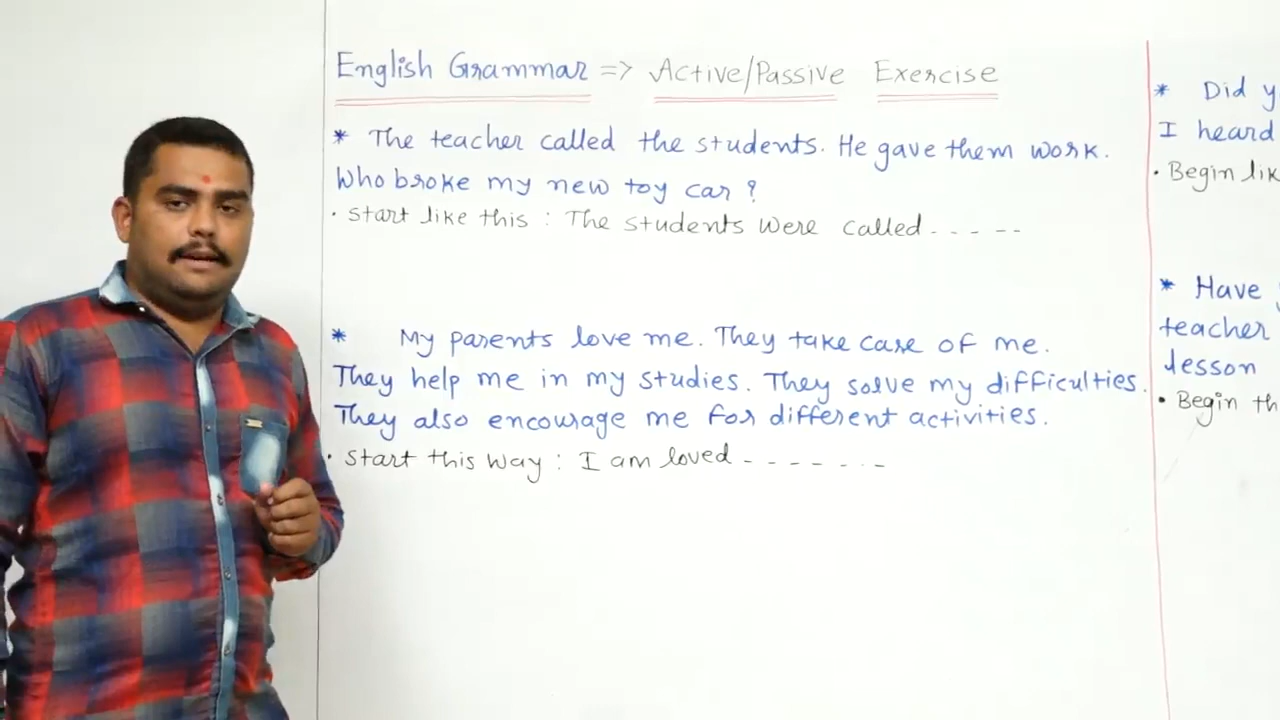 English Grammar => Active/Passive Exercise
* The teacher called the students. He gave them work.
Who broke my new toy car?
• Start like this : The students were called - - - - -
* My parents love me. They take care of me.
They help me in my studies. They solve my difficulties.
They also encourage me for different activities.
• Start this way : I am loved - - - - - - -
* Did y
I heard
• Begin lik
* Have
teacher
lesson
• Begin th